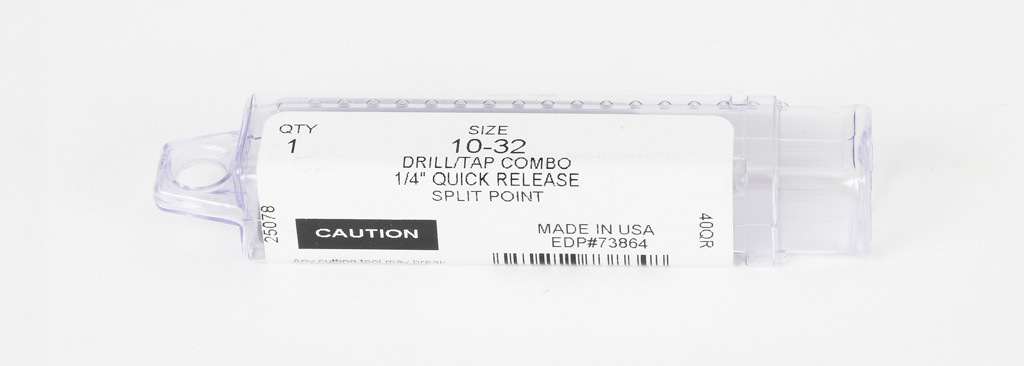 QTY
1
SIZE
10-32
DRILL/TAP COMBO
1/4" QUICK RELEASE
SPLIT POINT
25078
CAUTION
Any cutting tool may break
MADE IN USA
EDP#73864
40QR